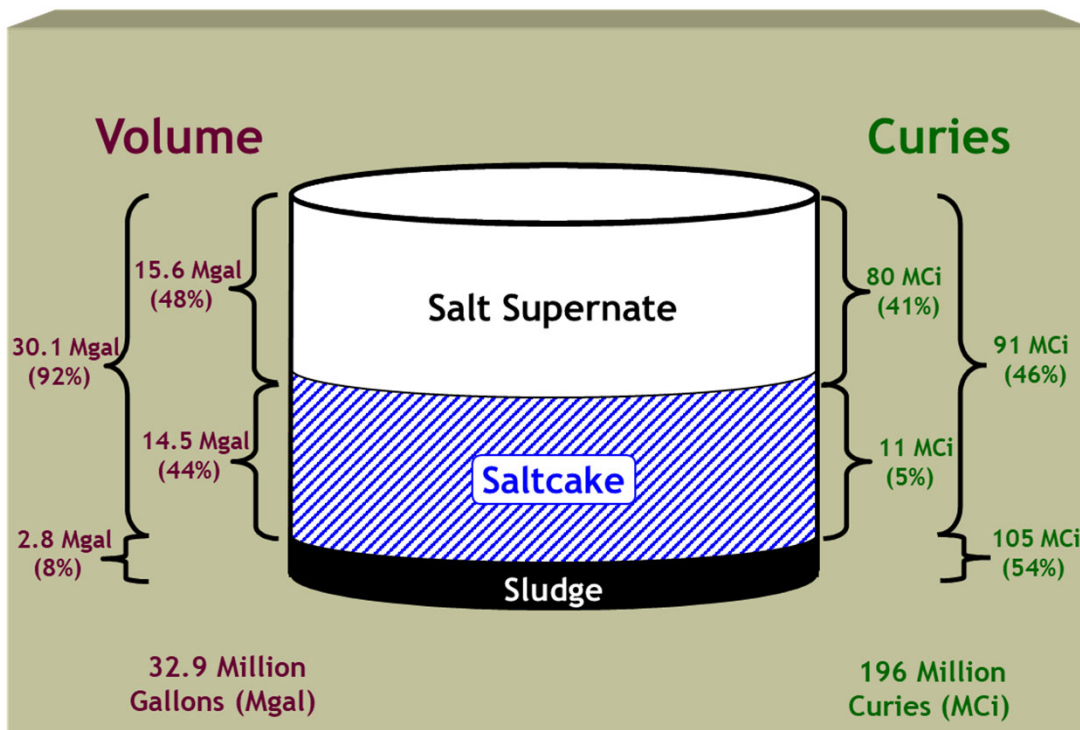 Volume
Curies
15.6 Mgal
(48%)
30.1 Mgal
(92%)
14.5 Mgal
(44%)
2.8 Mgal
(8%)
Salt Supernate
Saltcake
Sludge
80 MCi
(41%)
91 MCi
(46%)
11 MCi
(5%)
105 MCi
(54%)
32.9 Million
Gallons (Mgal)
196 Million
Curies (MCi)